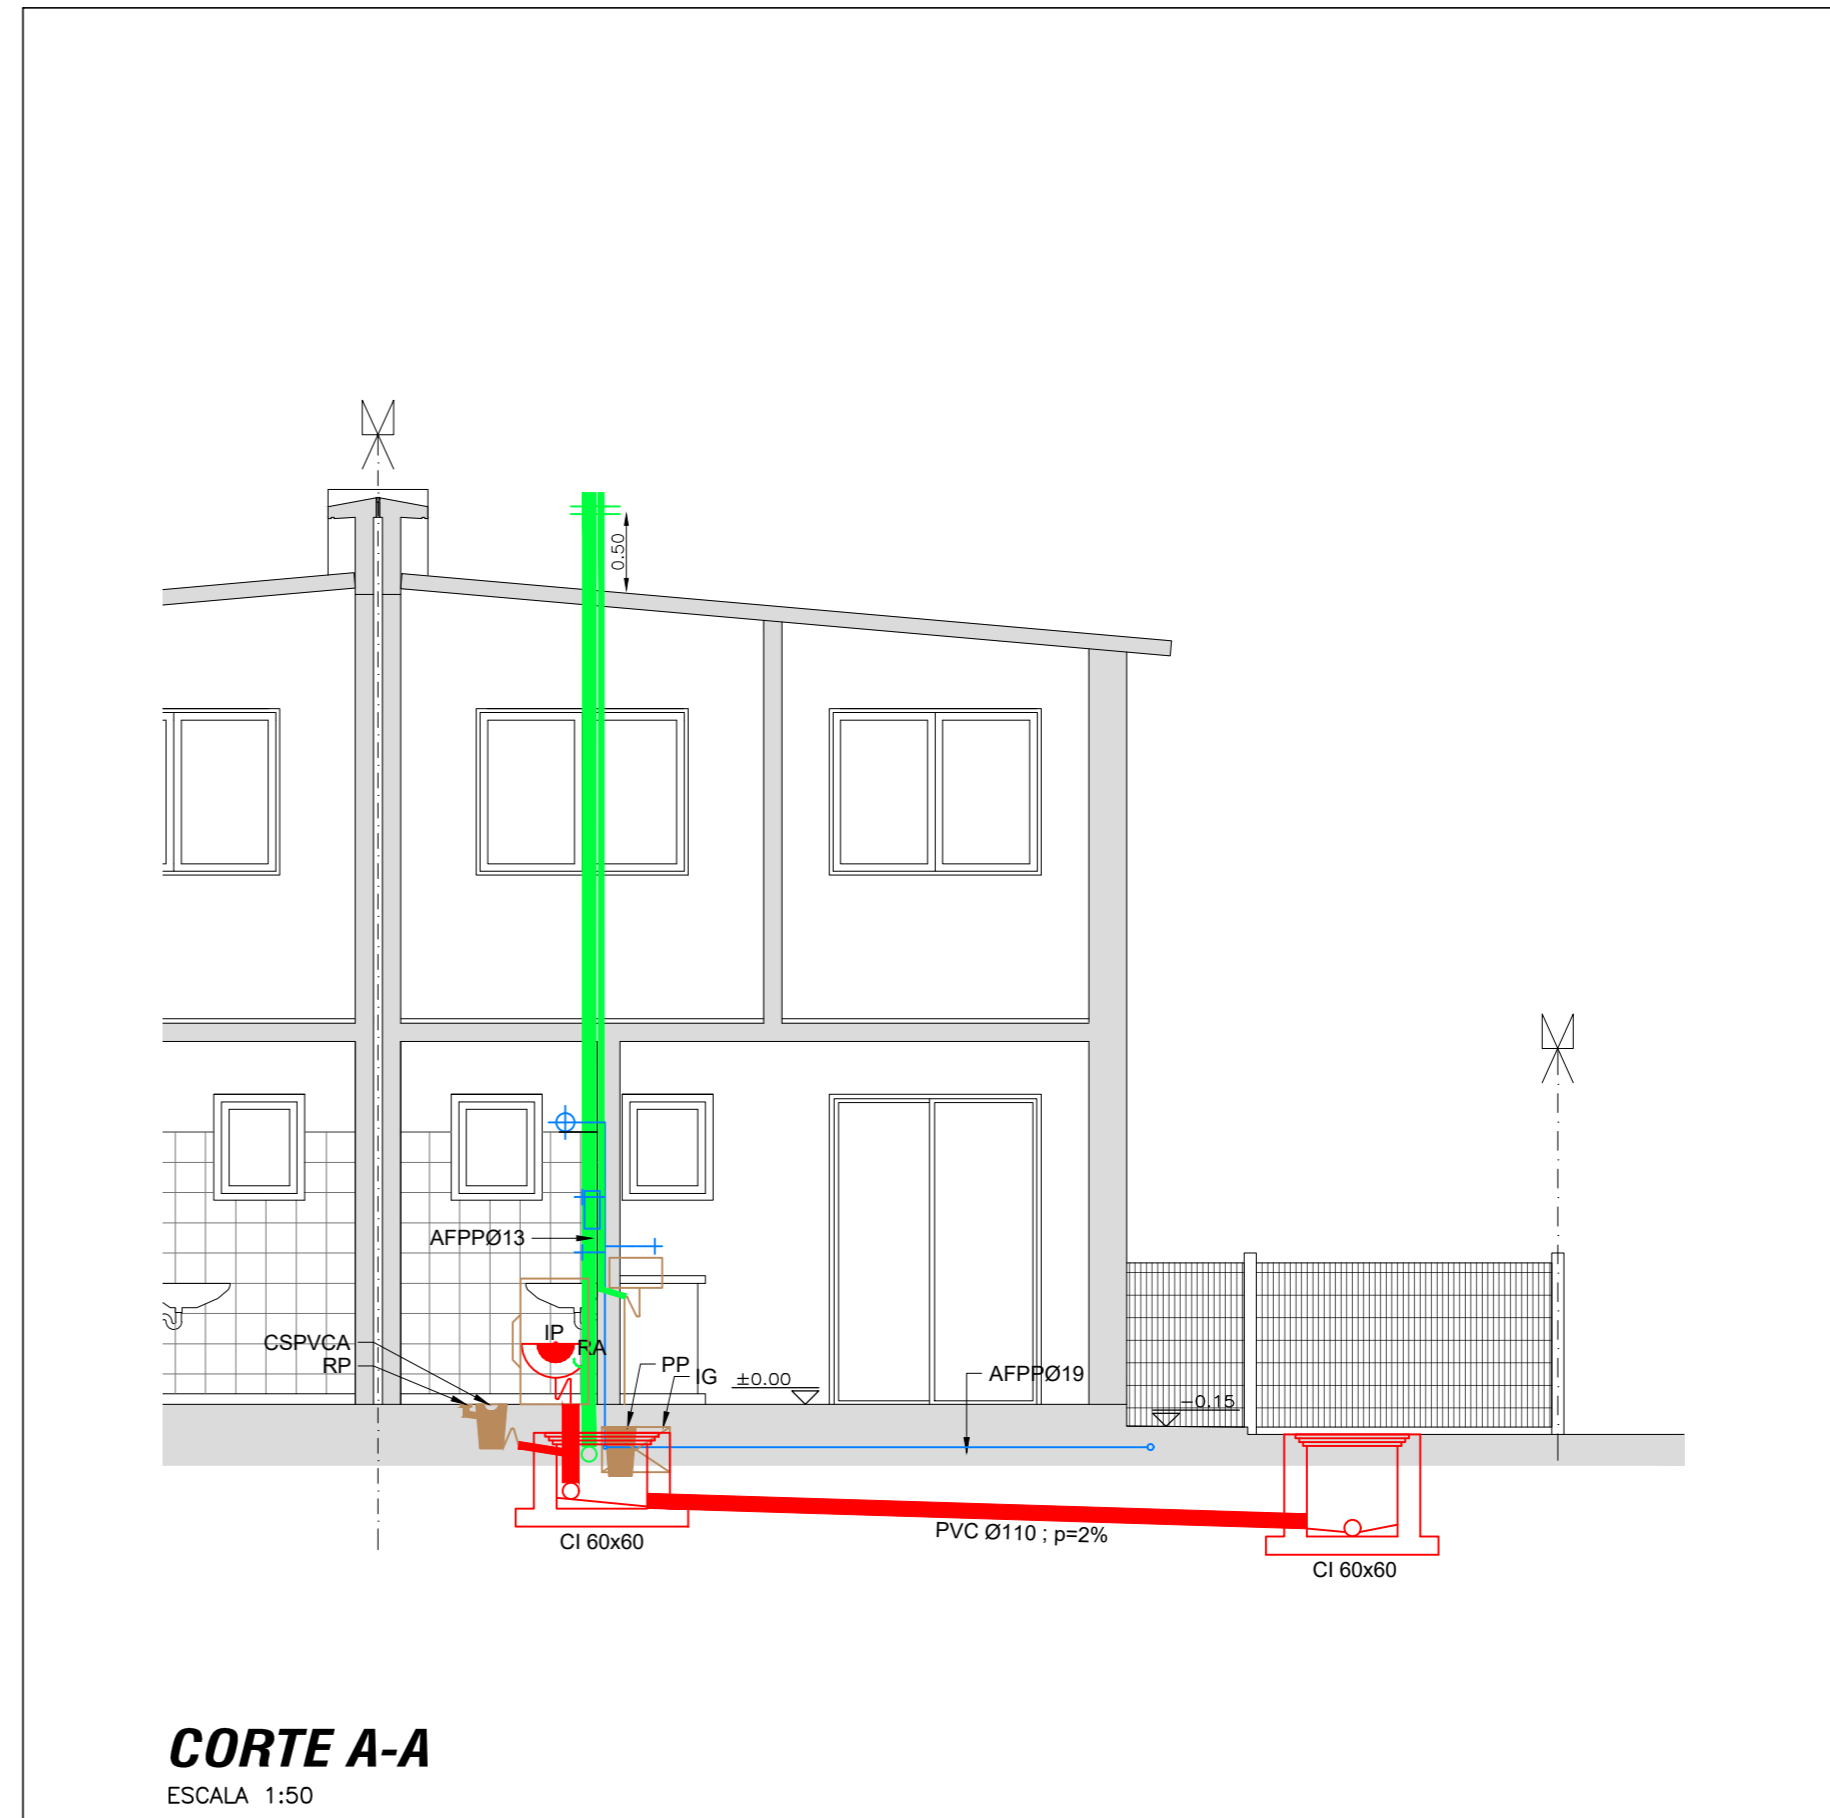 0.50
AFPPØ13
IP
RA
CSPVCA
RP
PP
IG
±0.00
AFPPØ19
-0.15
PVC Ø110 ; p=2%
CI 60x60
CI 60x60
CORTE A-A
ESCALA 1:50